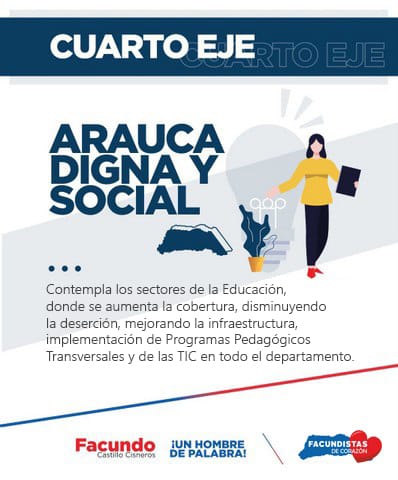 CUARTO EJE
CUARTO EJE
ARAUCA
DIGNA Y
SOCIAL
...
Contempla los sectores de la Educación,
donde se aumenta la cobertura, disminuyendo
la deserción, mejorando la infraestructura,
implementación de Programas Pedagógicos
Transversales y de las TIC en todo el departamento.
Facundo
Castillo Cisneros
¡UN HOMBRE
DE PALABRA!
FACUNDISTAS
DE CORAZÓN